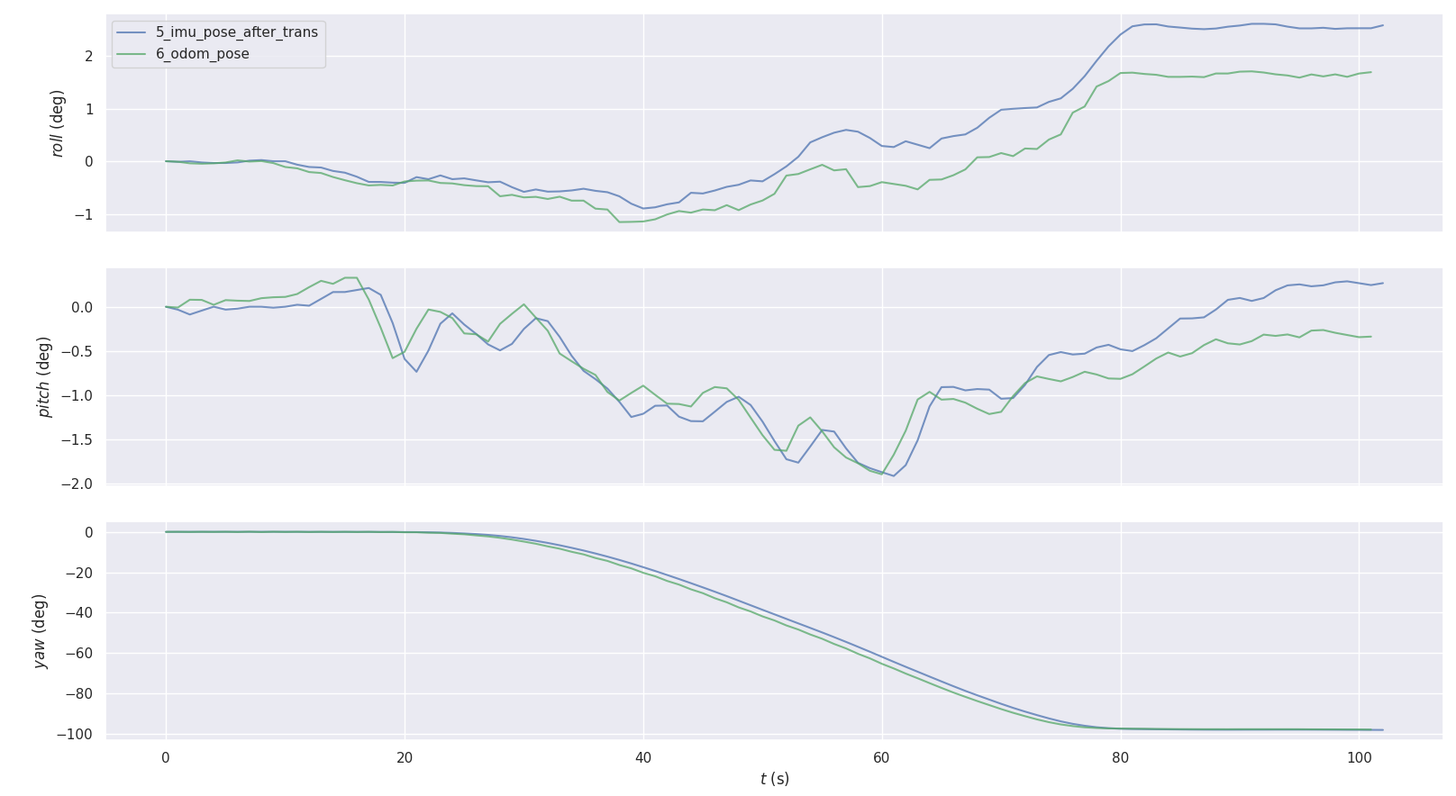 5_imu_pose_after_trans
6_odom_pose
roll (deg)
2
1
0
−1
pitch (deg)
0.0
−0.5
−1.0
−1.5
−2.0
yaw (deg)
0
−20
−40
−60
−80
−100
0 20 40 60 80 100
t (s)